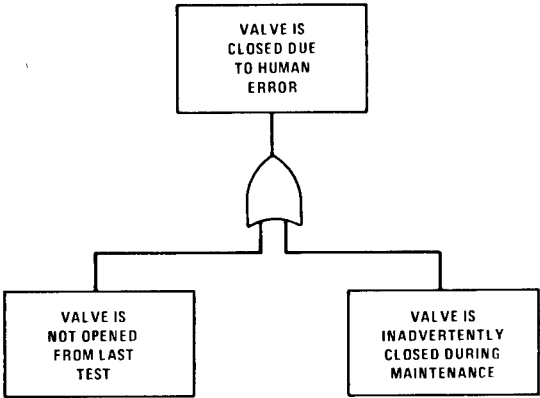 VALVE IS
CLOSED DUE
TO HUMAN
ERROR
VALVE IS
NOT OPENED
FROM LAST
TEST
VALVE IS
INADVERTENTLY
CLOSED DURING
MAINTENANCE